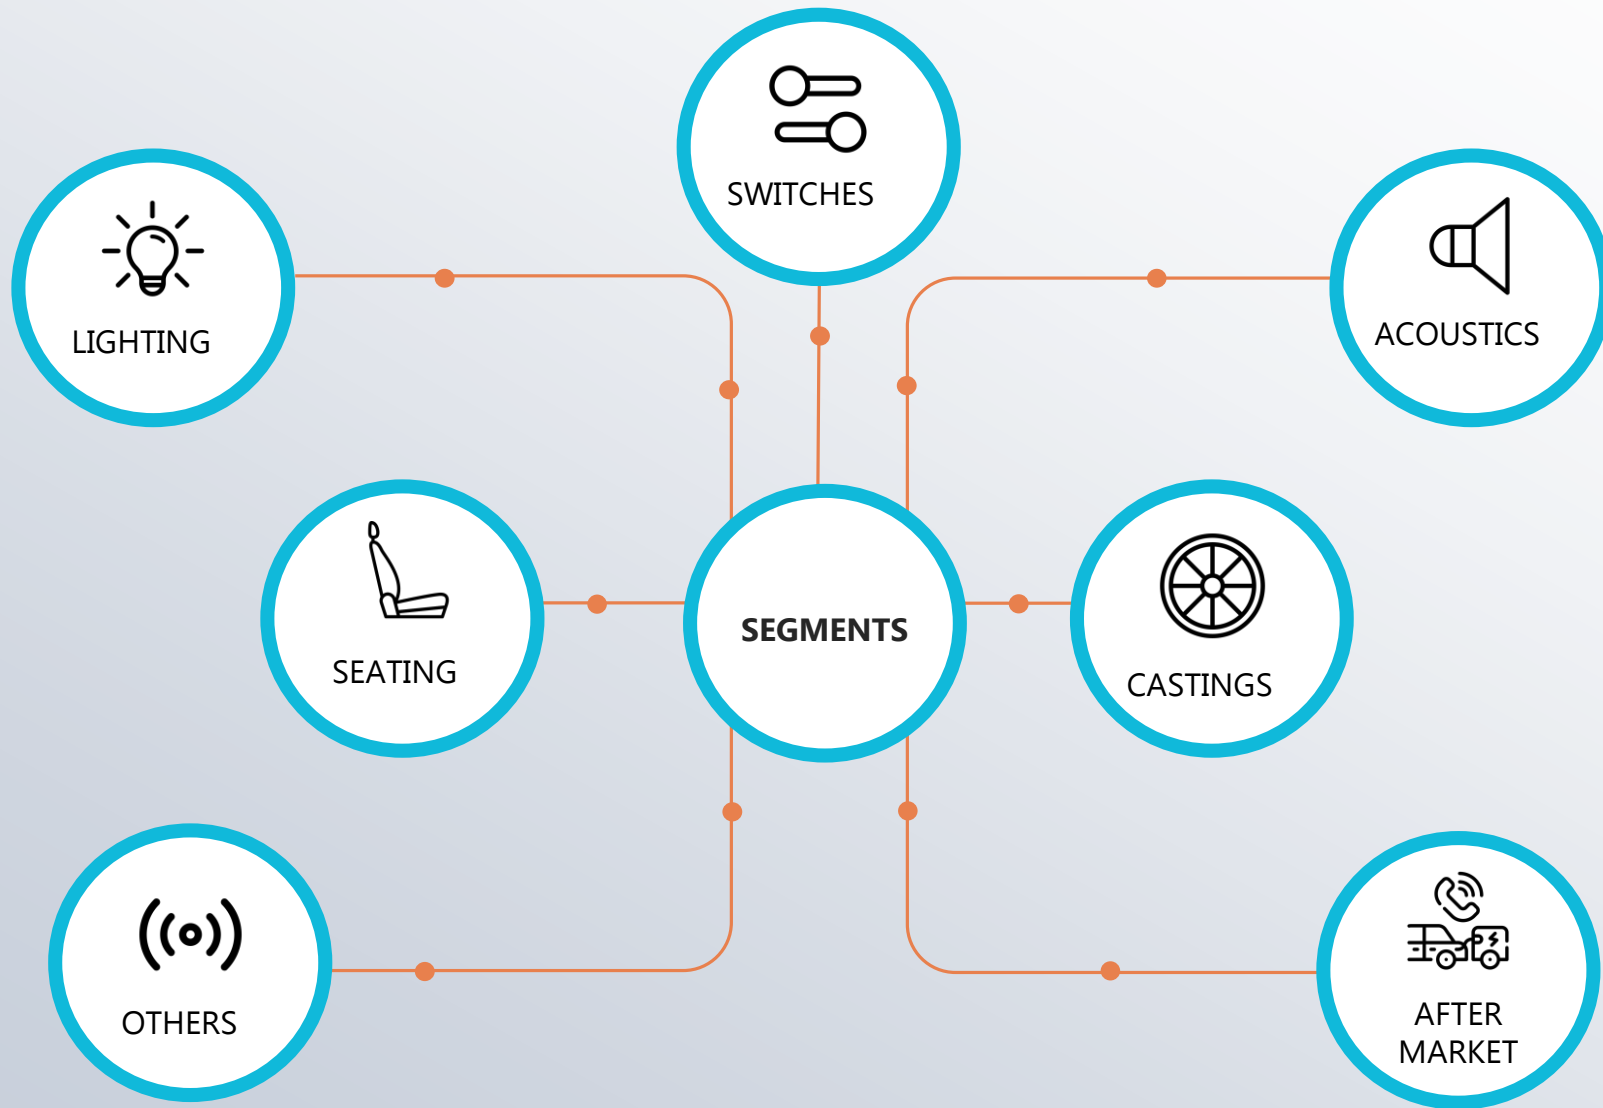 SWITCHES
LIGHTING
ACOUSTICS
SEATING
SEGMENTS
CASTINGS
OTHERS
AFTER
MARKET